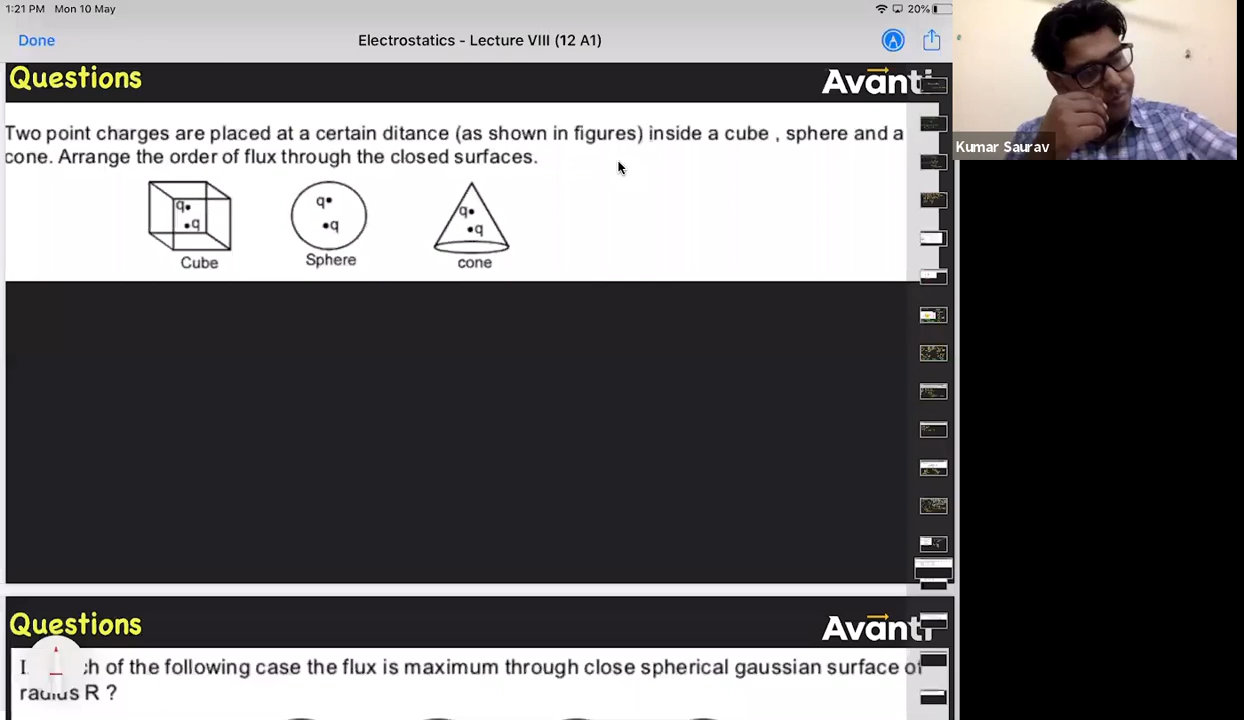 1:21 PM Mon 10 May
20%
Done
Electrostatics - Lecture VIII (12 A1)
Questions
Avanti
Two point charges are placed at a certain ditance (as shown in figures) inside a cube , sphere and a
cone. Arrange the order of flux through the closed surfaces.
q
q
q
q
q
q
Cube
Sphere
cone
Kumar Saurav
Questions
Avanti
of the following case the flux is maximum through close spherical gaussian surface of
radius R ?